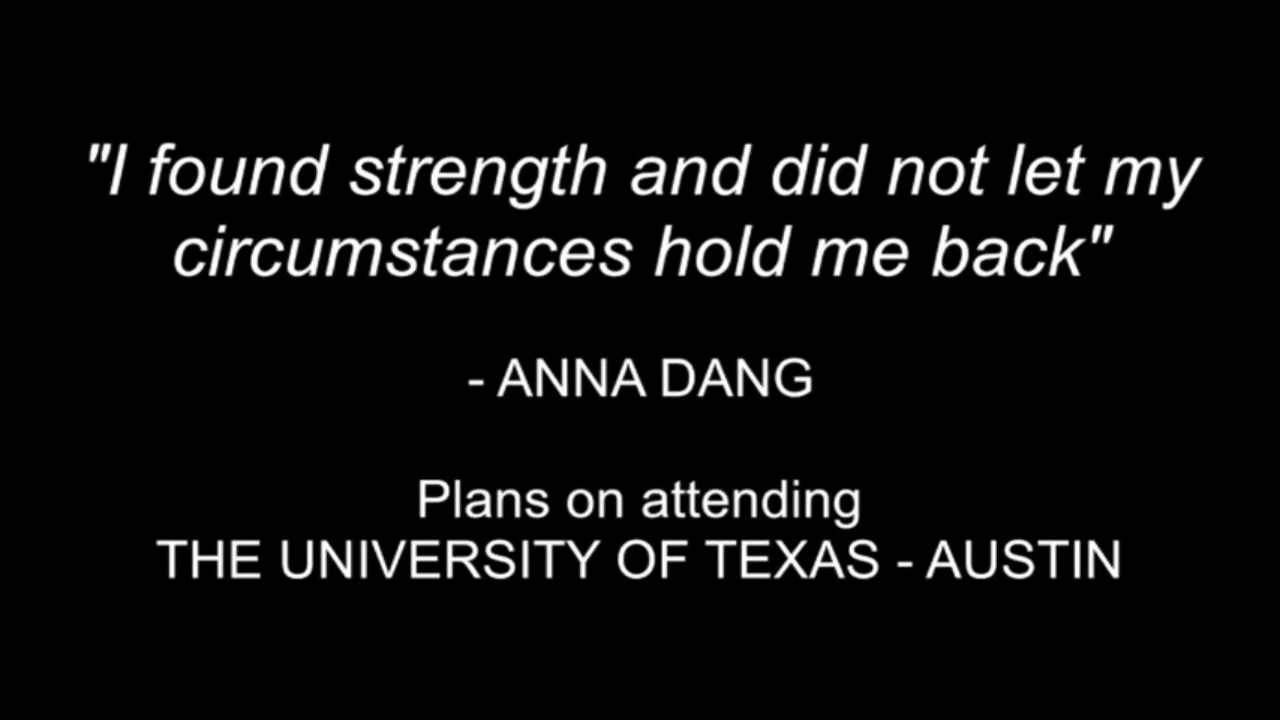 "I found strength and did not let my
circumstances hold me back"
- ANNA DANG
Plans on attending
THE UNIVERSITY OF TEXAS - AUSTIN